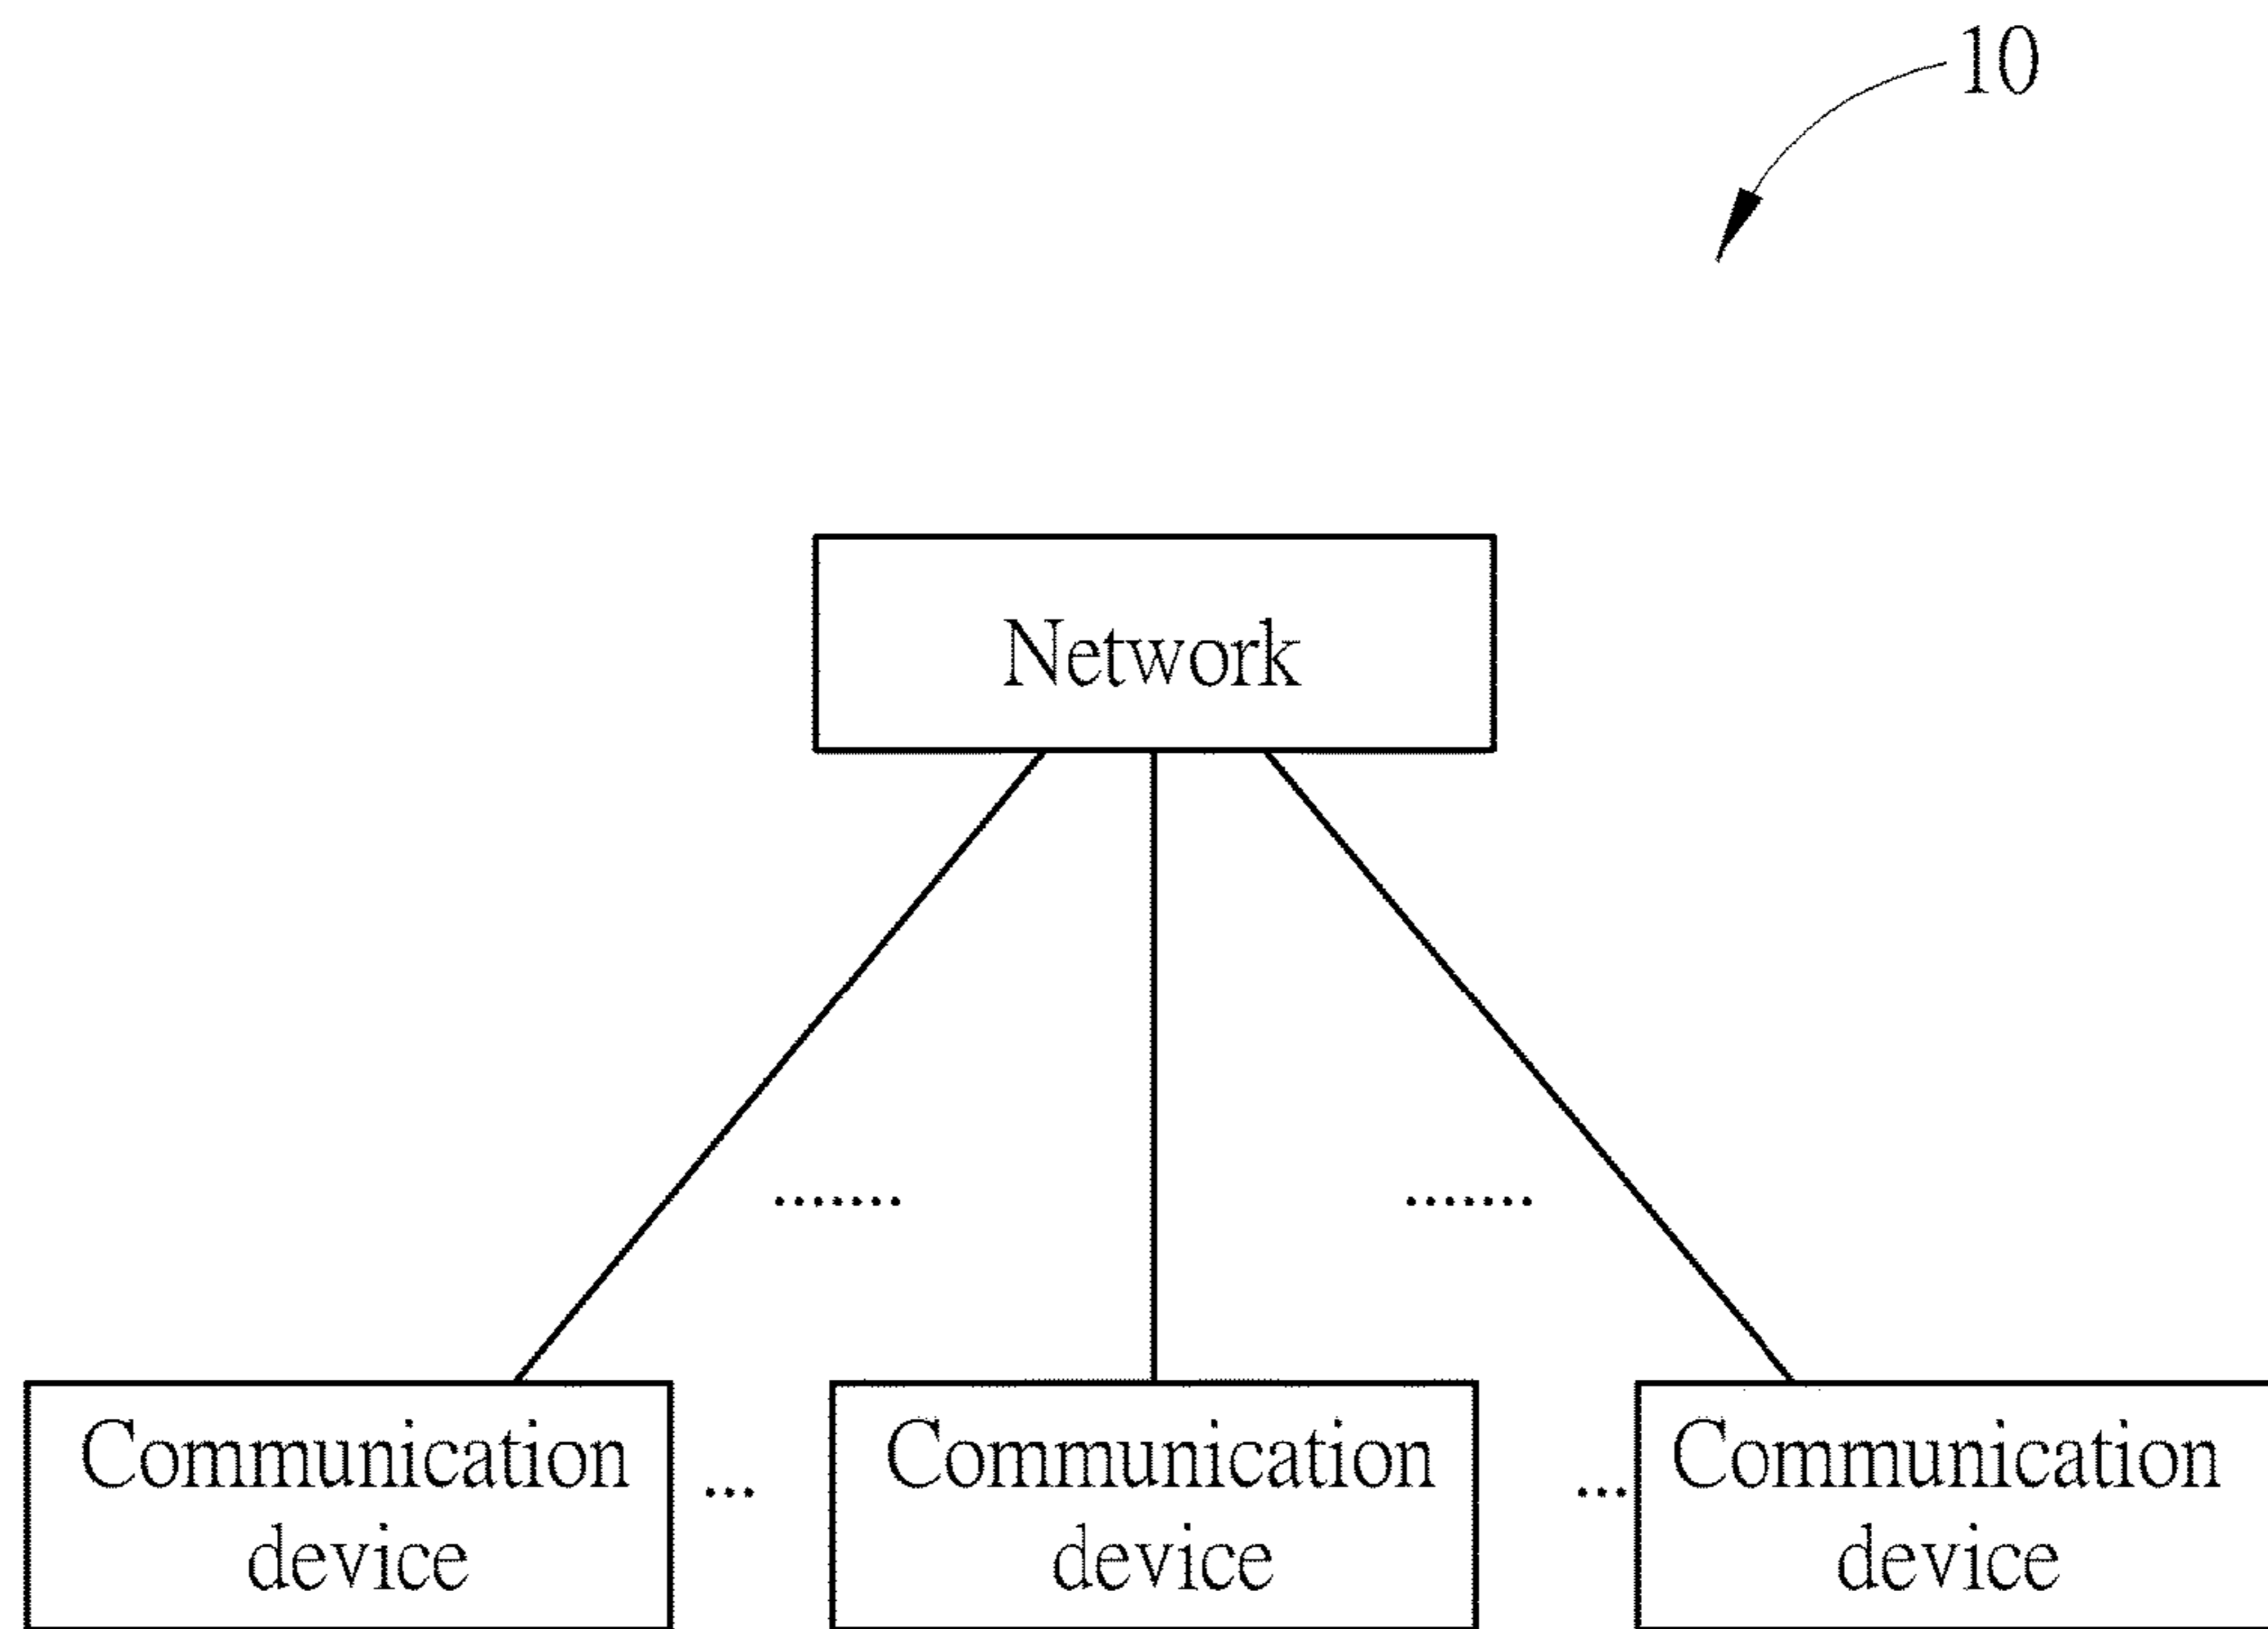 10
Network
.......
.......
Communication
device
...
Communication
device
...
Communication
device